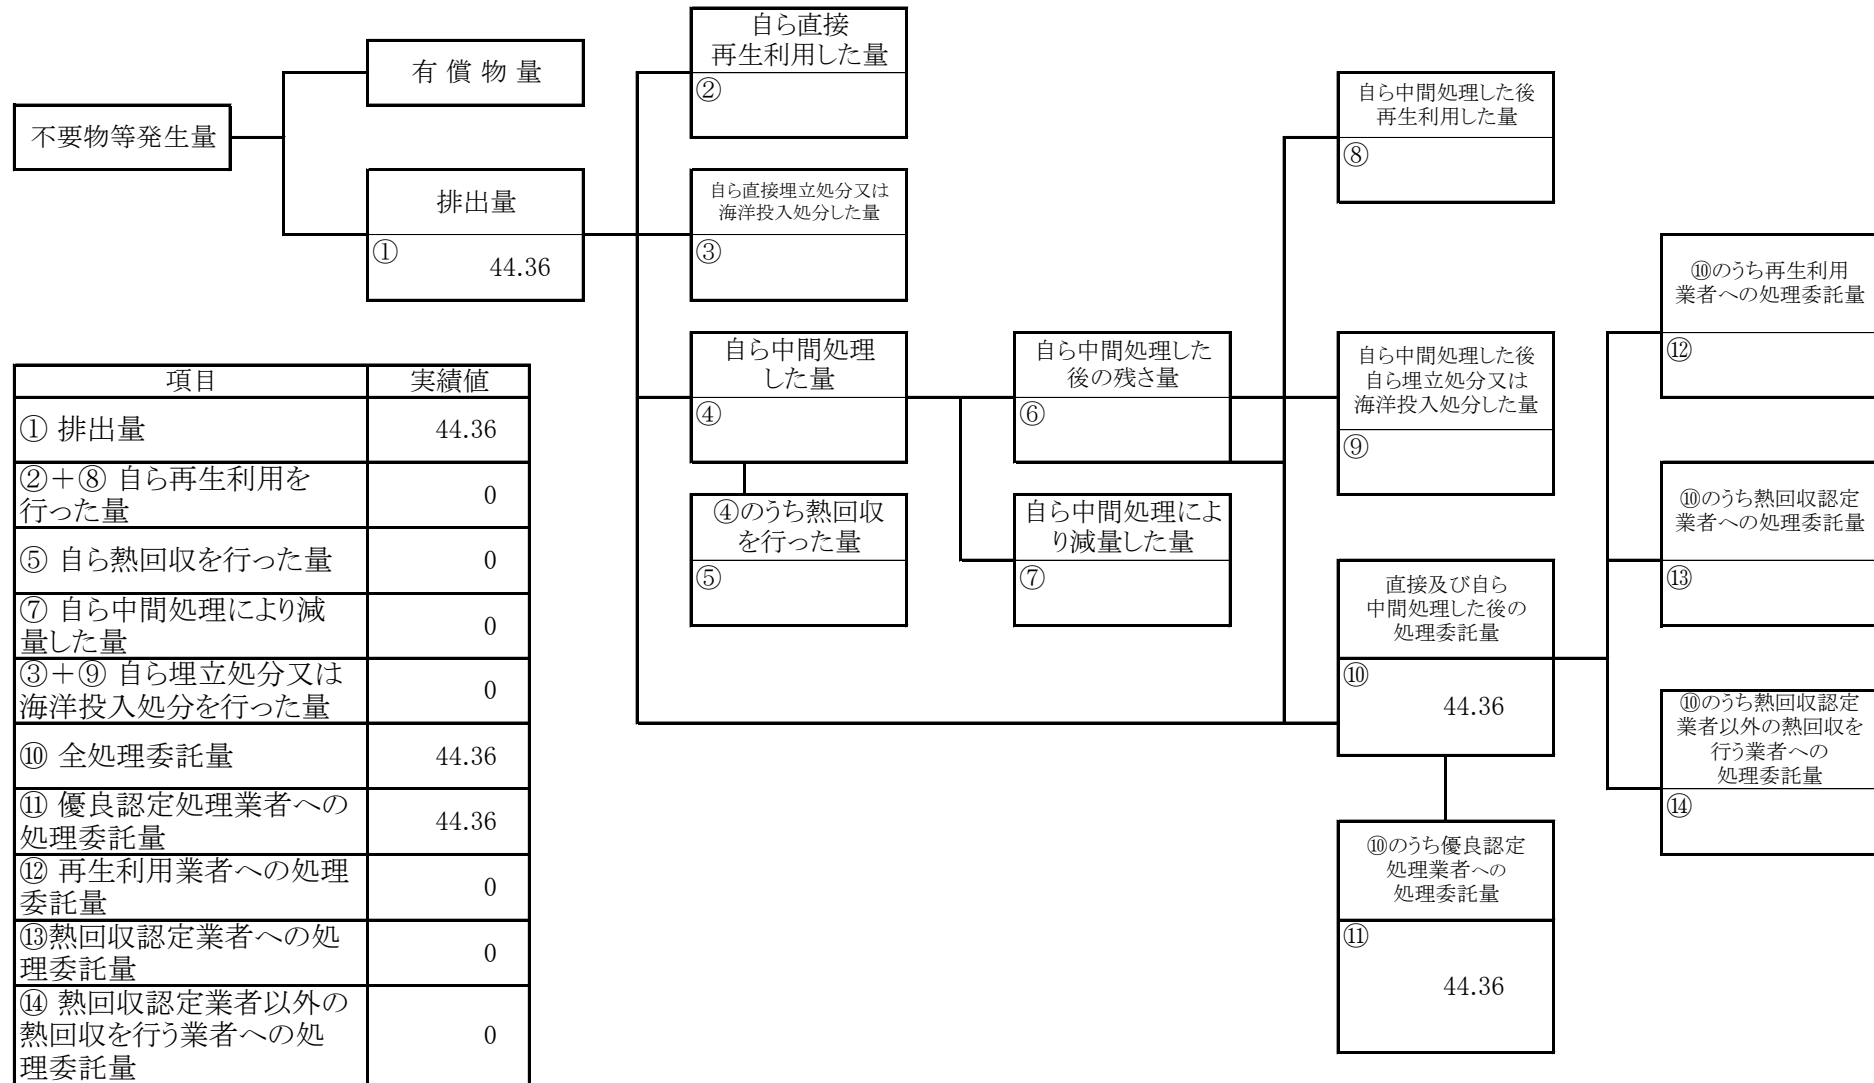 自ら直接
再生利用した量
②
有 償 物 量
不要物等発生量
排出量
①
44.36
自ら直接埋立処分又は
海洋投入処分した量
③
自ら中間処理した後
再生利用した量
⑧
⑩のうち再生利用
業者への処理委託量
⑫
自ら中間処理
した量
④
自ら中間処理した
後の残さ量
⑥
自ら中間処理した後
自ら埋立処分又は
海洋投入処分した量
⑨
④のうち熱回収
を行った量
⑤
自ら中間処理によ
り減量した量
⑦
⑩のうち熱回収認定
業者への処理委託量
⑬
直接及び自ら
中間処理した後の
処理委託量
⑩
44.36
⑩のうち熱回収認定
業者以外の熱回収を
行う業者への
処理委託量
⑭
⑩のうち優良認定
処理業者への
処理委託量
⑪
44.36
項目 実績値
① 排出量 44.36
②+⑧ 自ら再生利用を
行った量 0
⑤ 自ら熱回収を行った量 0
⑦ 自ら中間処理により減
量した量 0
③+⑨ 自ら埋立処分又は
海洋投入処分を行った量 0
⑩ 全処理委託量 44.36
⑪ 優良認定処理業者への
処理委託量 44.36
⑫ 再生利用業者への処理
委託量 0
⑬熱回収認定業者への処
理委託量 0
⑭ 熱回収認定業者以外の
熱回収を行う業者への処
理委託量 0